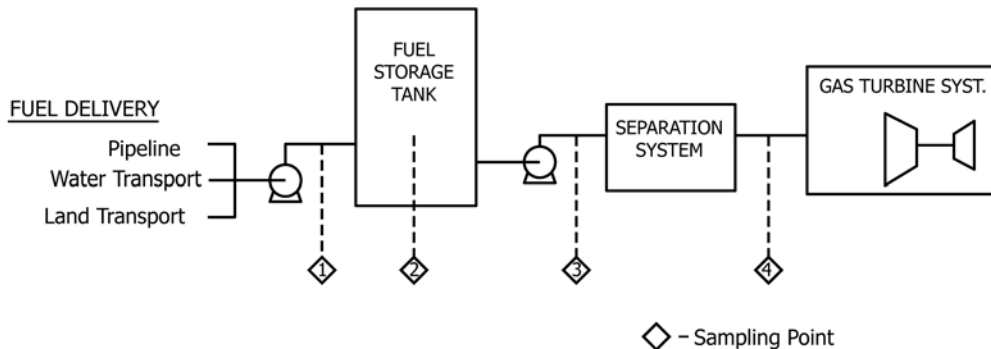 FUEL
STORAGE
TANK
GAS TURBINE SYST.
FUEL DELIVERY
SEPARATION
SYSTEM
Pipeline
Water Transport
Land Transport
1
2
3
4
- Sampling Point